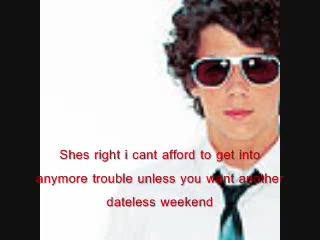 Shes right i cant afford to get into
anymore trouble unless you want another
dateless weekend